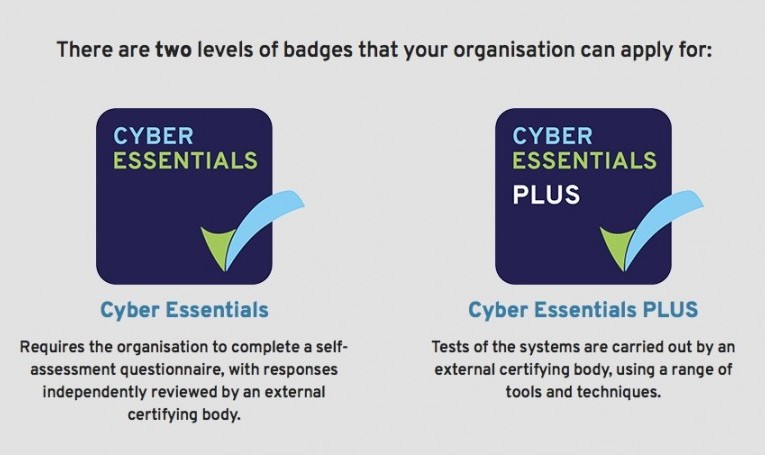 There are two levels of badges that your organisation can apply for:
CYBER
ESSENTIALS
Cyber Essentials
Requires the organisation to complete a self-
assessment questionnaire, with responses
independently reviewed by an external
certifying body.
CYBER
ESSENTIALS
PLUS
Cyber Essentials PLUS
Tests of the systems are carried out by an
external certifying body, using a range of
tools and techniques.